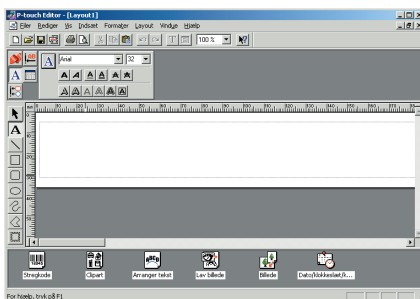 P-touch Editor - [Layout1]
Filer Rediger Vis Indsæt Formater Layout Vindue Hjælp
100 %
Arial 32
Stregkode Clipart Arranger tekst Lav billede Billede Dato/klokkeslæt/k...
For hjælp, tryk på F1